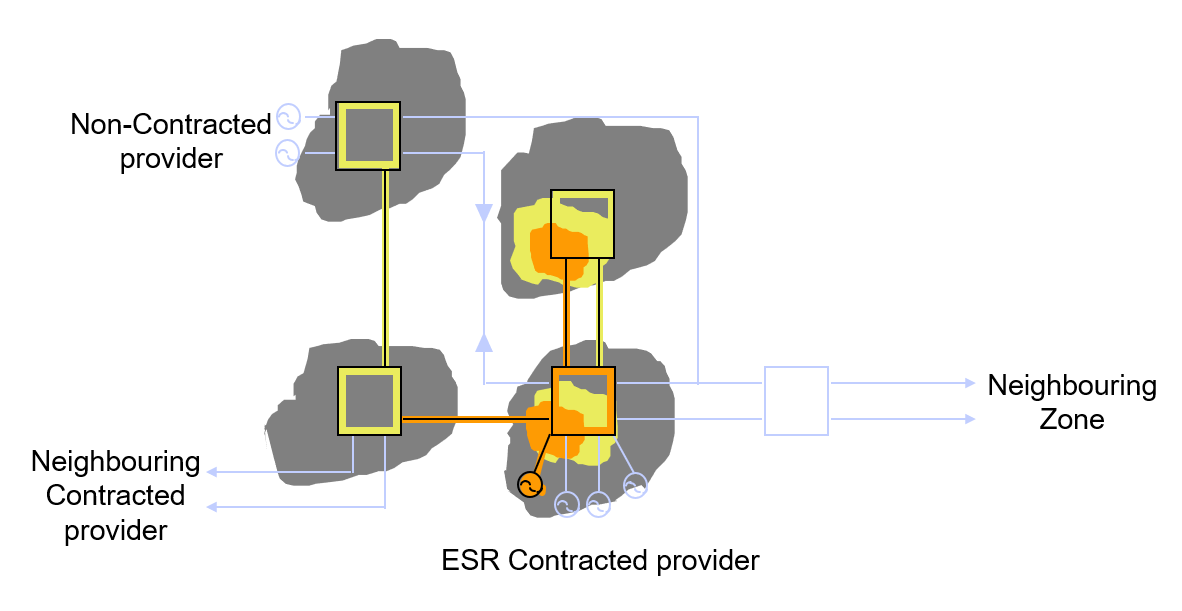 Non-Contracted
provider
Neighbouring
Zone
Neighbouring
Contracted
provider
ESR Contracted provider